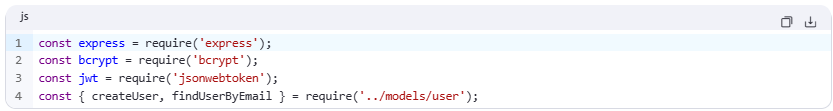 js
1 const express = require('express');
2 const bcrypt = require('bcrypt');
3 const jwt = require('jsonwebtoken');
4 const { createUser, findUserByEmail } = require('../models/user');